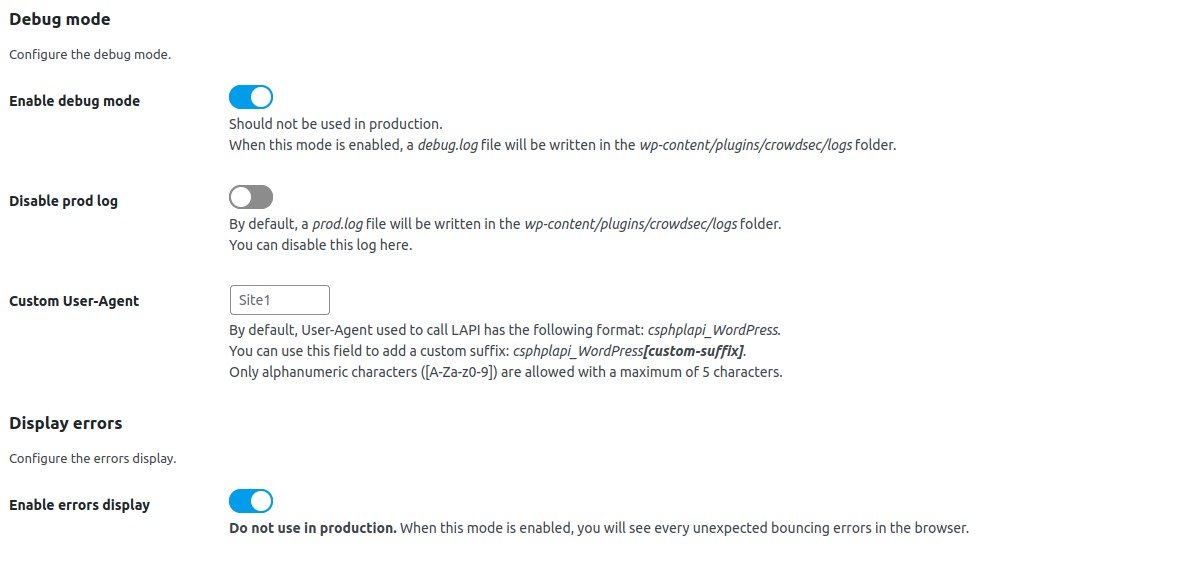 Debug mode
Configure the debug mode.
Enable debug mode
Should not be used in production.
When this mode is enabled, a debug.log file will be written in the wp-content/plugins/crowdsec/logs folder.
Disable prod log
By default, a prod.log file will be written in the wp-content/plugins/crowdsec/logs folder.
You can disable this log here.
Custom User-Agent
Site1
By default, User-Agent used to call LAPI has the following format: csphplapi_WordPress.
You can use this field to add a custom suffix: csphplapi_WordPress[custom-suffix].
Only alphanumeric characters ([A-Za-z0-9]) are allowed with a maximum of 5 characters.
Display errors
Configure the errors display.
Enable errors display
Do not use in production. When this mode is enabled, you will see every unexpected bouncing errors in the browser.